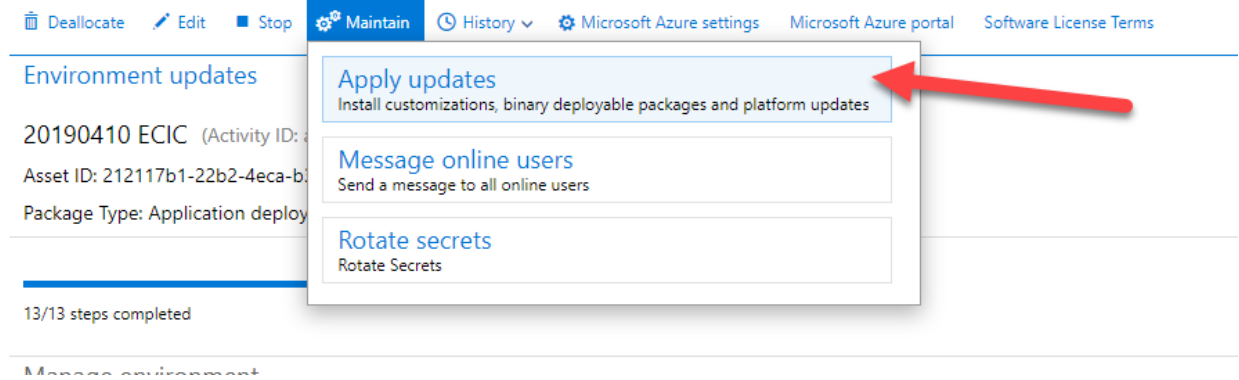 Deallocate Edit Stop Maintain History Microsoft Azure settings Microsoft Azure portal Software License Terms
Environment updates
Apply updates
Install customizations, binary deployable packages and platform updates
20190410 ECIC (Activity ID:
Message online users
Send a message to all online users
Asset ID: 212117b1-22b2-4eca-b
Package Type: Application deploy
Rotate secrets
Rotate Secrets
13/13 steps completed
Manage environment